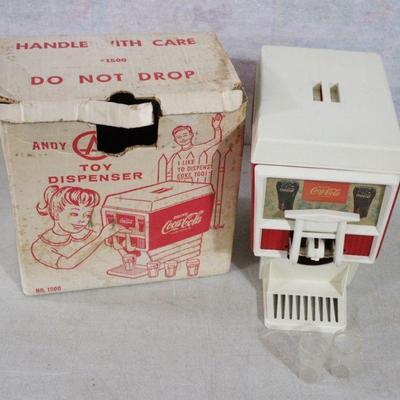 HANDLE WITH CARE
#1500
DO NOT DROP
ANDY
TOY
DISPENSER
I LIKE
TO DISPENSE
COKE TOO!
DRINK
Coca-Cola
NO. 1500
Coca-Cola